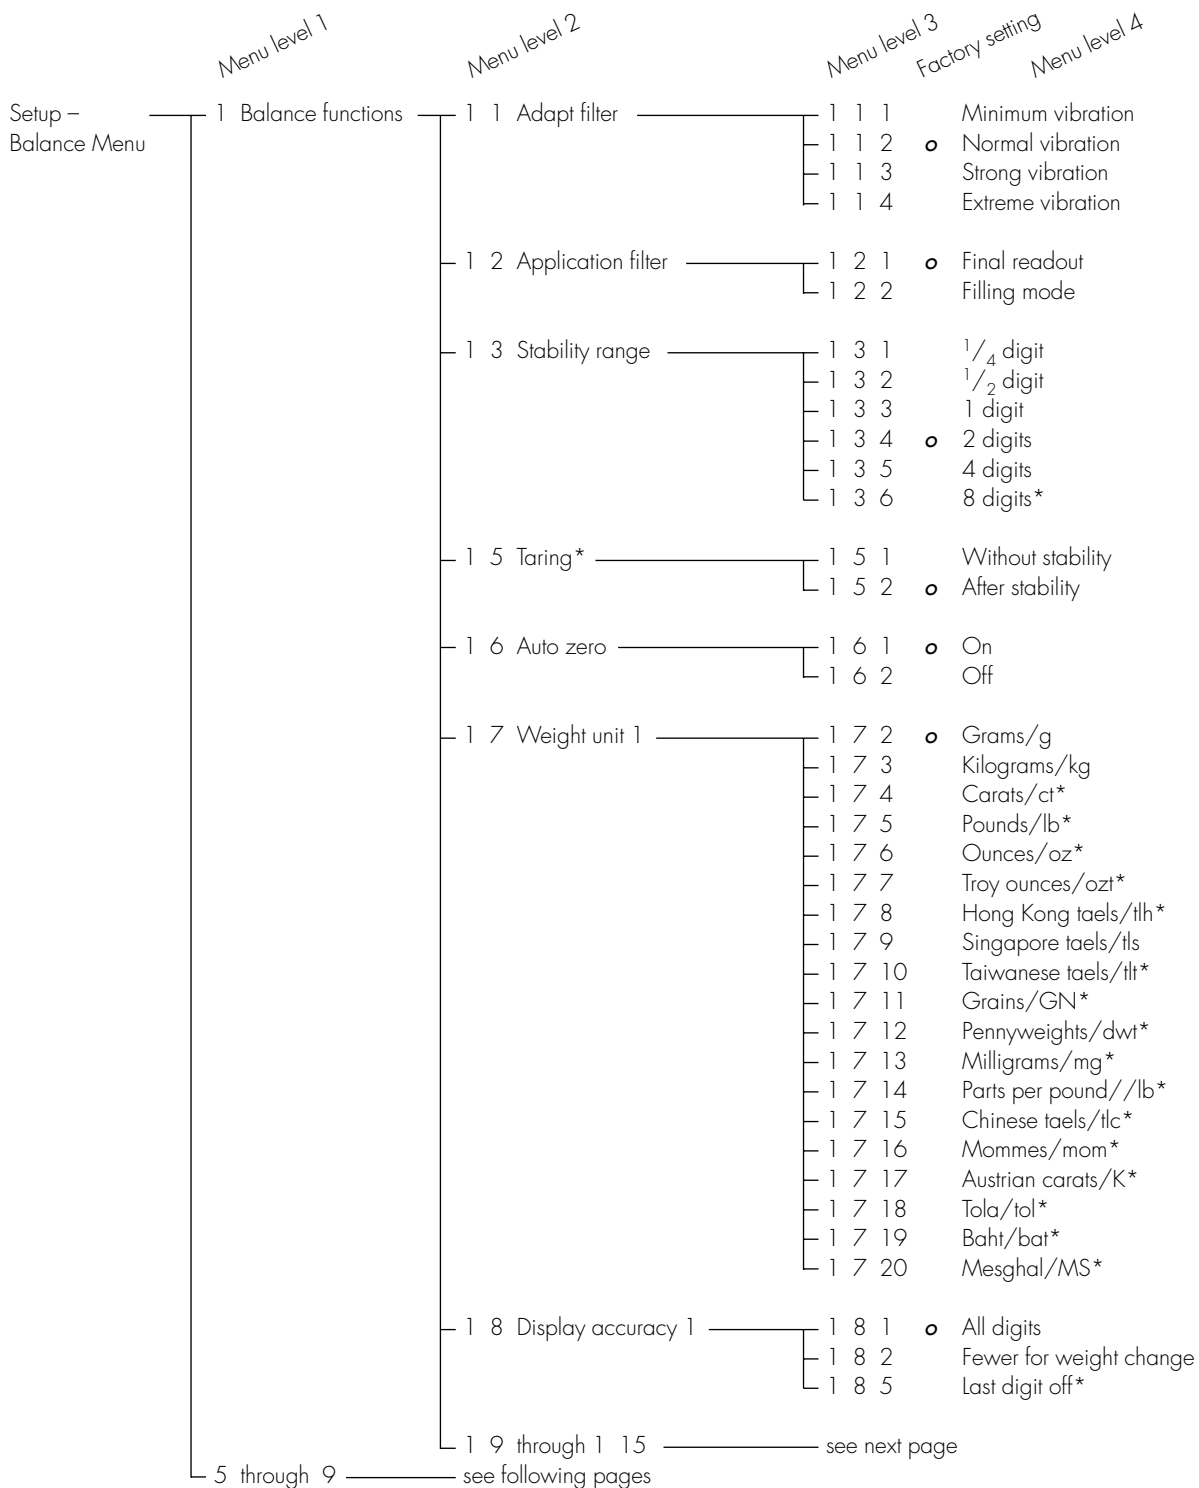 Menu level 1 Menu level 2 Menu level 3 Factory setting Menu level 4
Setup – 1 Balance functions 1 1 Adapt filter 1 1 1 Minimum vibration
Balance Menu 1 1 2 o Normal vibration
1 1 3 Strong vibration
1 1 4 Extreme vibration
1 2 Application filter 1 2 1 o Final readout
1 2 2 Filling mode
1 3 Stability range 1 3 1 1/4 digit
1 3 2 1/2 digit
1 3 3 1 digit
1 3 4 o 2 digits
1 3 5 4 digits
1 3 6 8 digits*
1 5 Taring* 1 5 1 Without stability
1 5 2 o After stability
1 6 Auto zero 1 6 1 o On
1 6 2 Off
1 7 Weight unit 1 1 7 2 o Grams/g
1 7 3 Kilograms/kg
1 7 4 Carats/ct*
1 7 5 Pounds/lb*
1 7 6 Ounces/oz*
1 7 7 Troy ounces/ozt*
1 7 8 Hong Kong taels/tlh*
1 7 9 Singapore taels/tls
1 7 10 Taiwanese taels/tlt*
1 7 11 Grains/GN*
1 7 12 Pennyweights/dwt*
1 7 13 Milligrams/mg*
1 7 14 Parts per pound//lb*
1 7 15 Chinese taels/tlc*
1 7 16 Mommes/mom*
1 7 17 Austrian carats/K*
1 7 18 Tola/tol*
1 7 19 Baht/bat*
1 7 20 Mesghal/MS*
1 8 Display accuracy 1 1 8 1 o All digits
1 8 2 Fewer for weight change
1 8 5 Last digit off*
1 9 through 1 15 see next page
5 through 9 see following pages